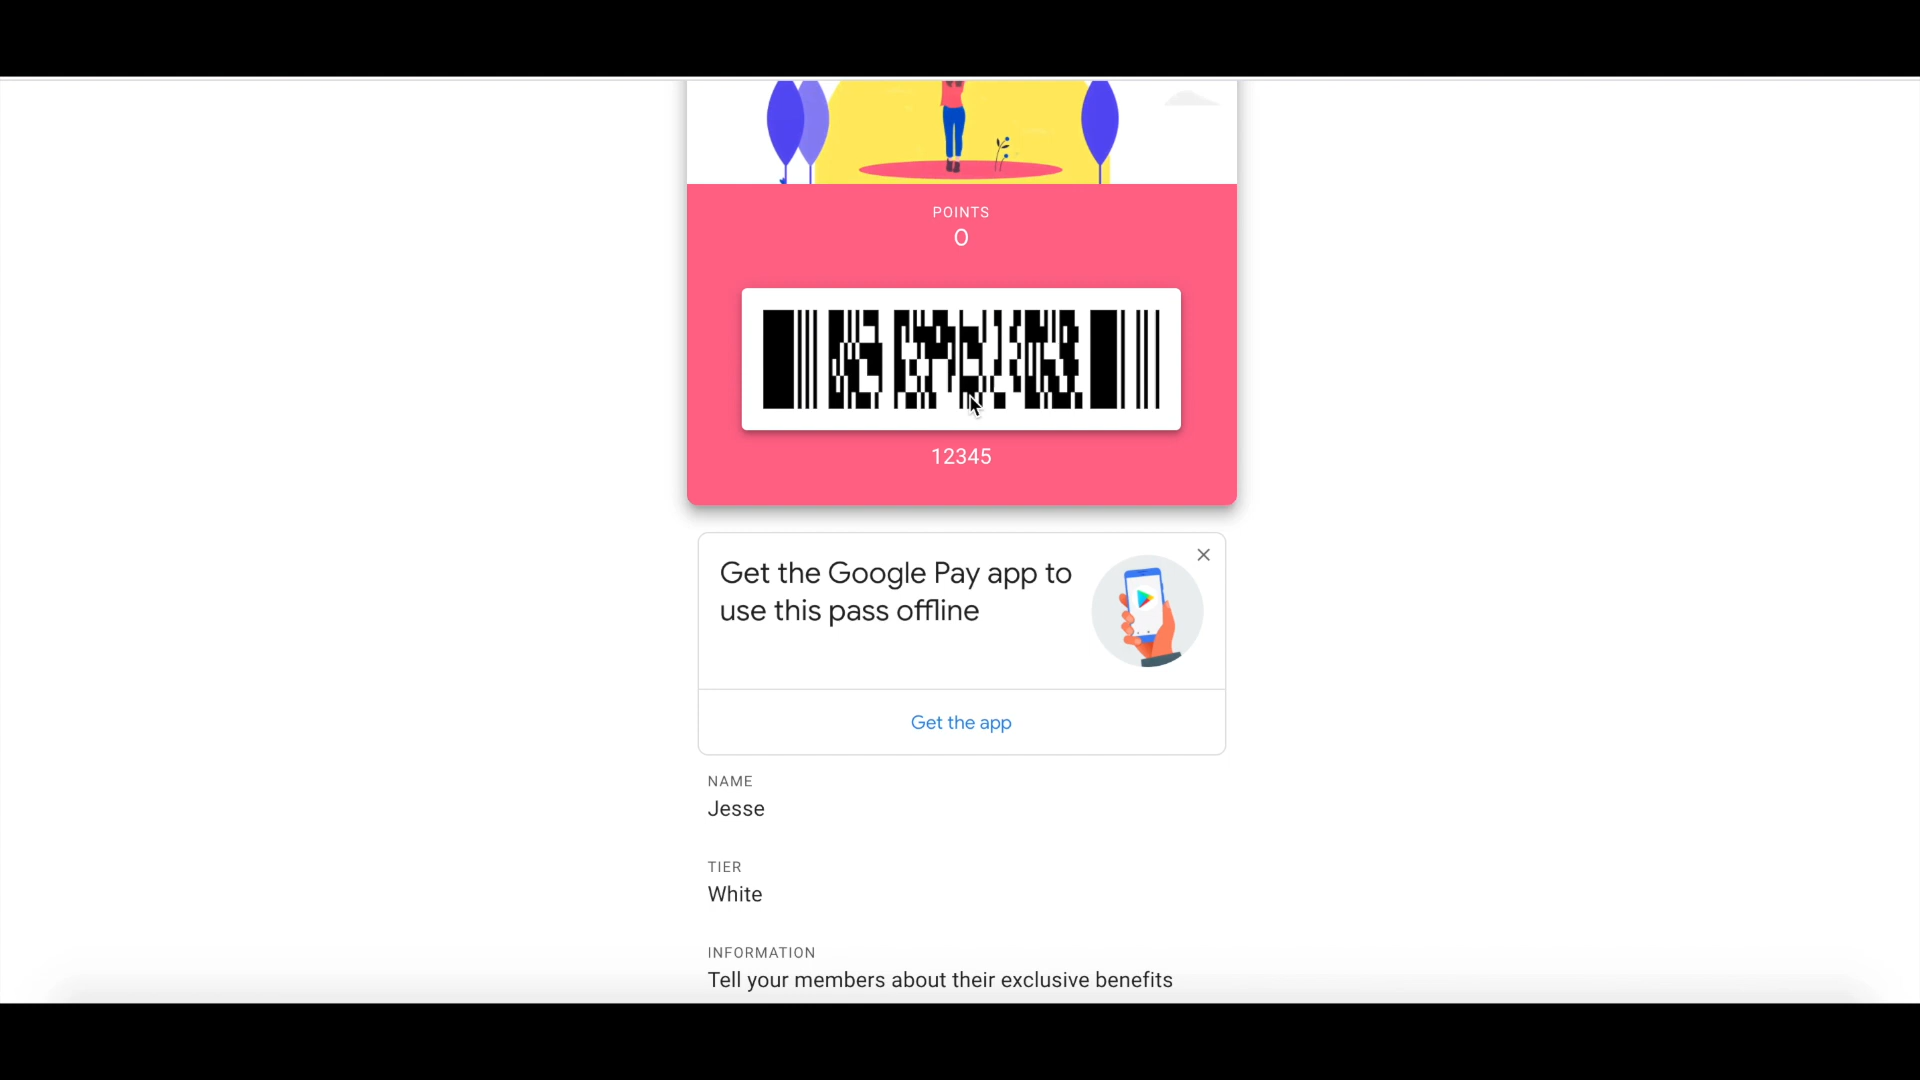 POINTS
0
12345
Get the Google Pay app to
use this pass offline
Get the app
NAME
Jesse
TIER
White
INFORMATION
Tell your members about their exclusive benefits